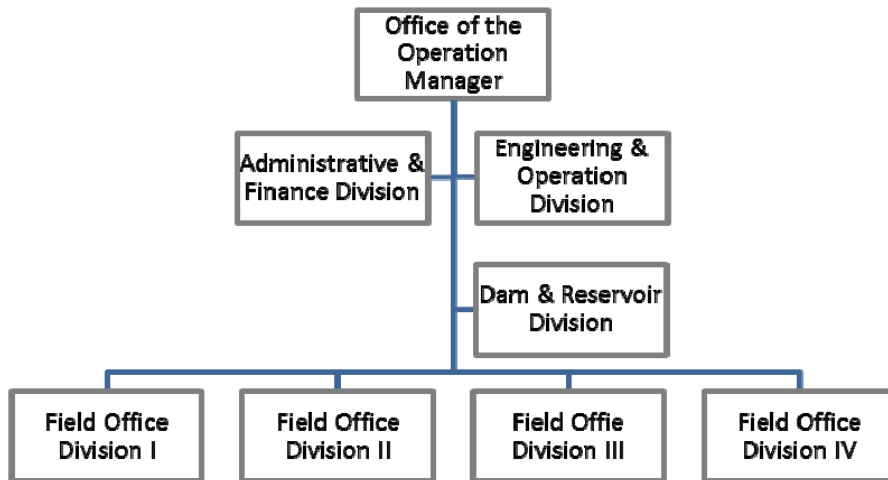 Office of the
Operation
Manager
Administrative &
Finance Division
Engineering &
Operation
Division
Dam & Reservoir
Division
Field Office
Division I
Field Office
Division II
Field Offie
Division III
Field Office
Division IV